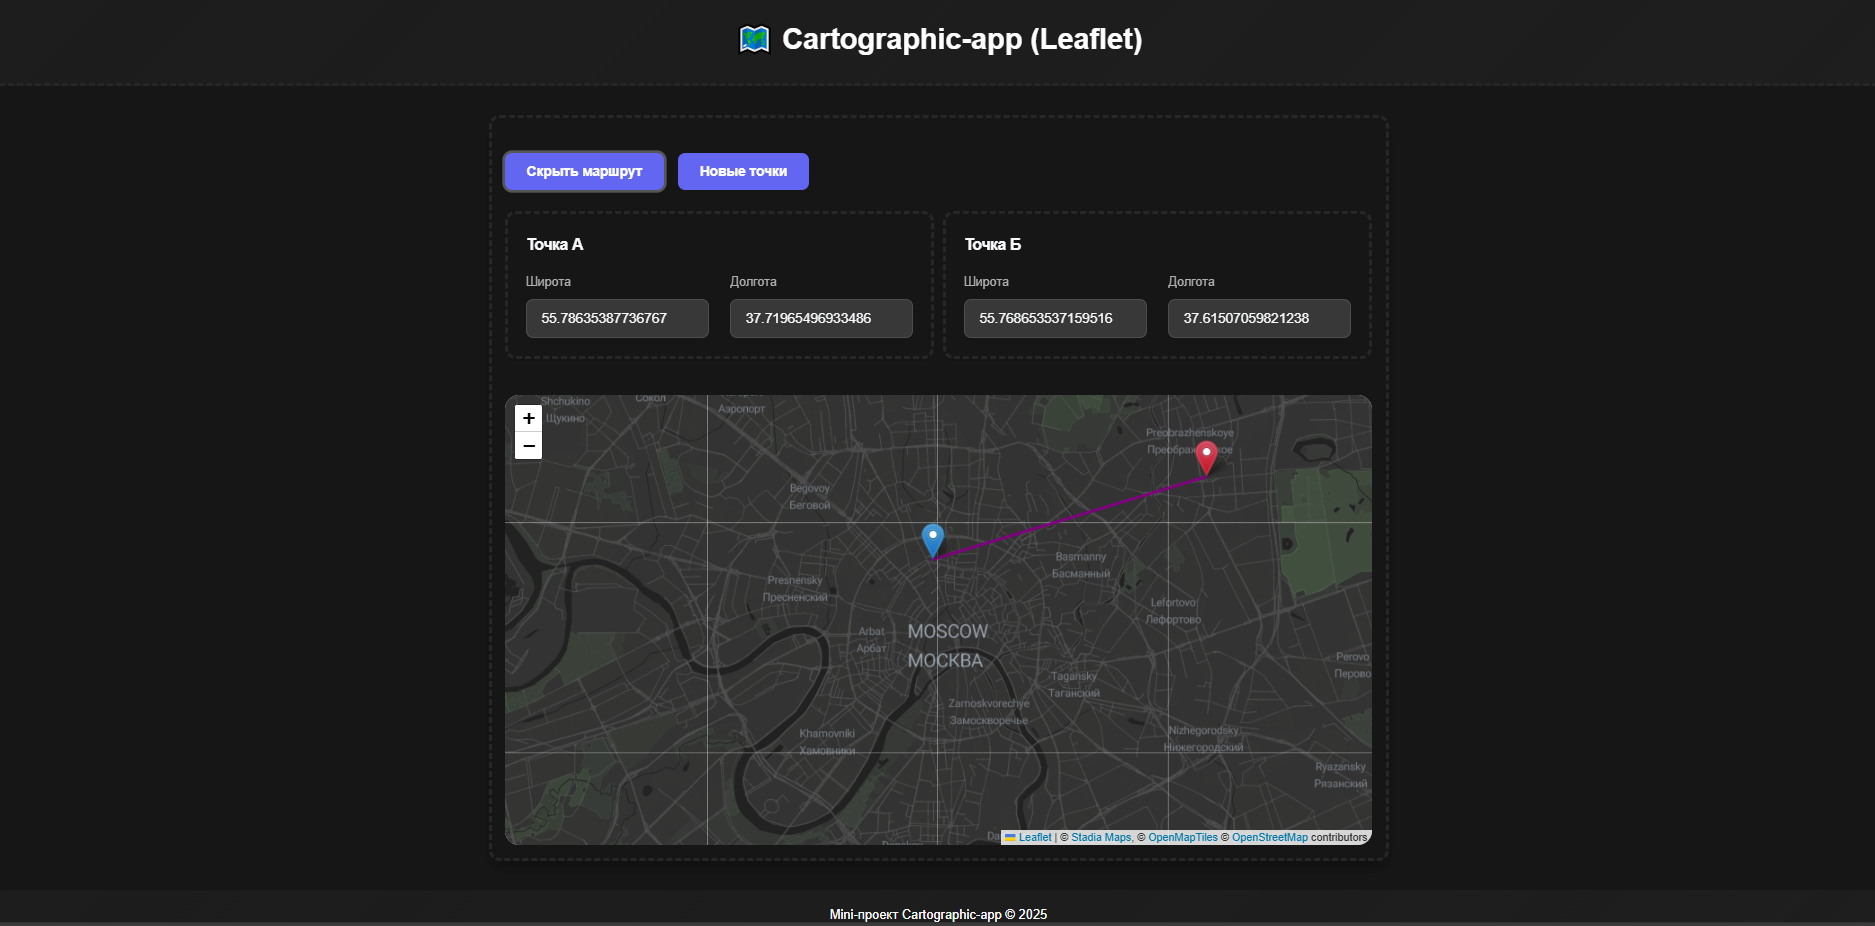 Cartographic-app (Leaflet)
Скрыть маршрут
Новые точки
Точка А
Широта
Долгота
55.78635387736767
37.71965496933486
Точка Б
Широта
Долгота
55.768653537159516
37.61507059821238
+
−
Shchukino
Щукино
Сокол
Аэропорт
Preobrazhenskoye
Begovoy
Беговой
Basmanny
Басманный
Presnensky
Пресненский
Lefortovo
Лефортово
Arbat
Арбат
MOSCOW
МОСКВА
Perovo
Перово
Tagansky
Таганский
Zamoskvorechye
Замоскворечье
Khamovniki
Хамовники
Nizhegorodsky
Нижегородский
Ryazansky
Рязанский
Leaflet | © Stadia Maps, © OpenMapTiles © OpenStreetMap contributors
Mini-проект Cartographic-app © 2025